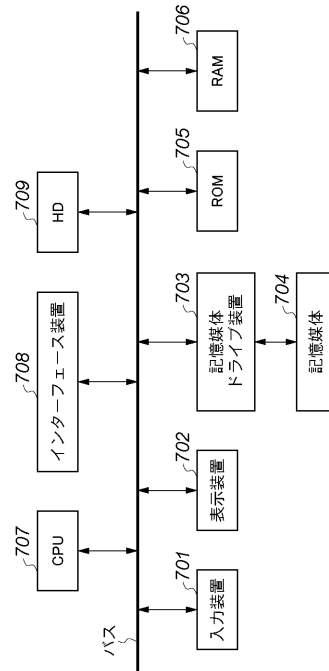 707
CPU
708
インターフェース装置
709
HD
バス
701
入力装置
702
表示装置
703
記憶媒体
ドライブ装置
704
記憶媒体
705
ROM
706
RAM